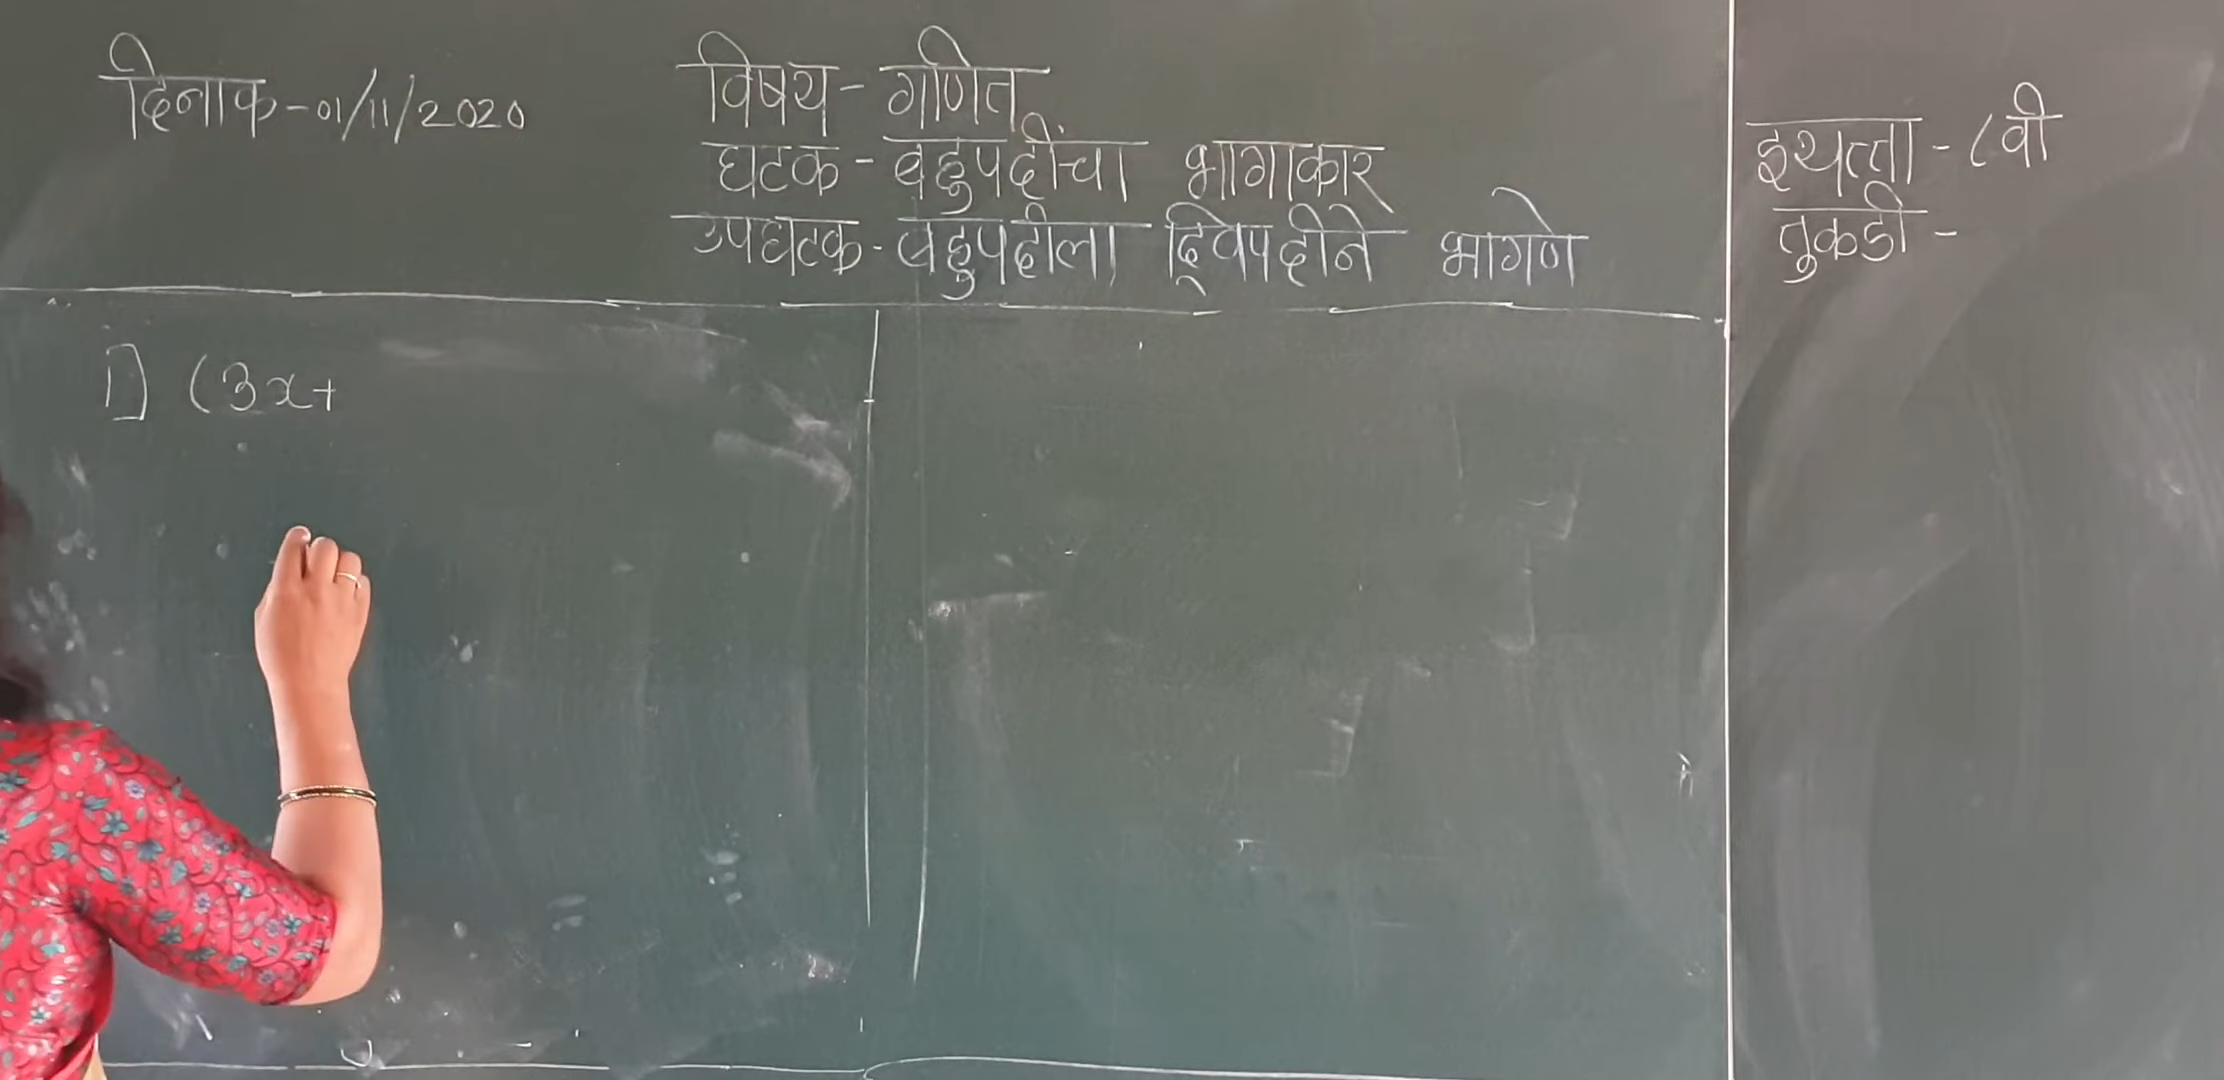 दिनाक - 01/11/2020
विषय - गणित
घटक - बहुपदींचा भागाकार
उपघटक - बहुपदीला द्विपदीने भागणे
इयत्ता - ८वी
तुकडी -
1] (3x+